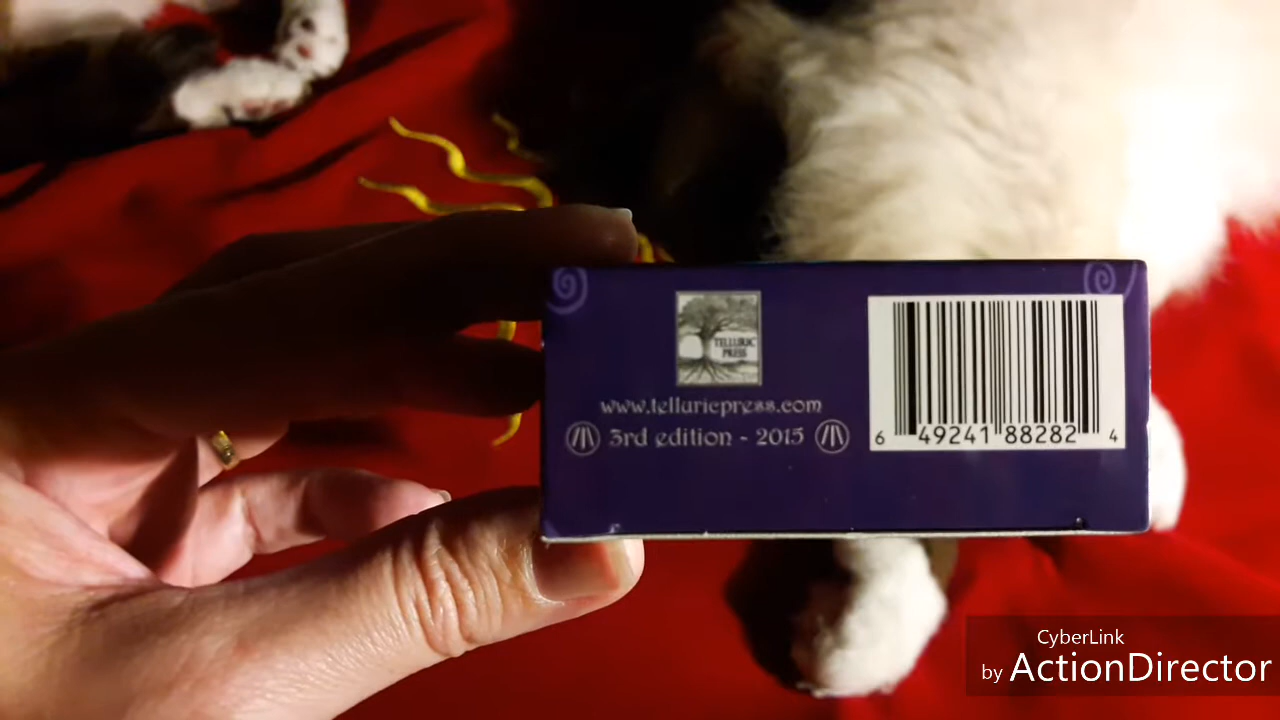 TELLURIC
PRESS
www.telluricpress.com
3rd edition - 2015
6 49241 88282 4
CyberLink
by ActionDirector